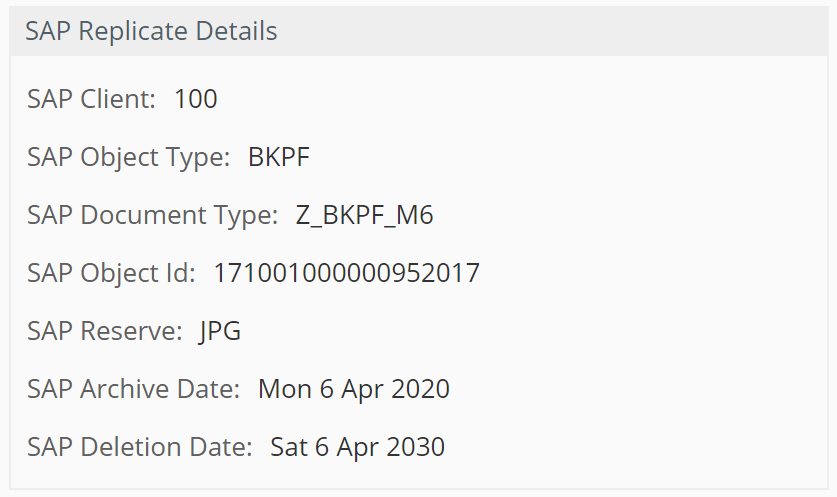 SAP Replicate Details
SAP Client: 100
SAP Object Type: BKPF
SAP Document Type: Z_BKPF_M6
SAP Object Id: 171001000000952017
SAP Reserve: JPG
SAP Archive Date: Mon 6 Apr 2020
SAP Deletion Date: Sat 6 Apr 2030